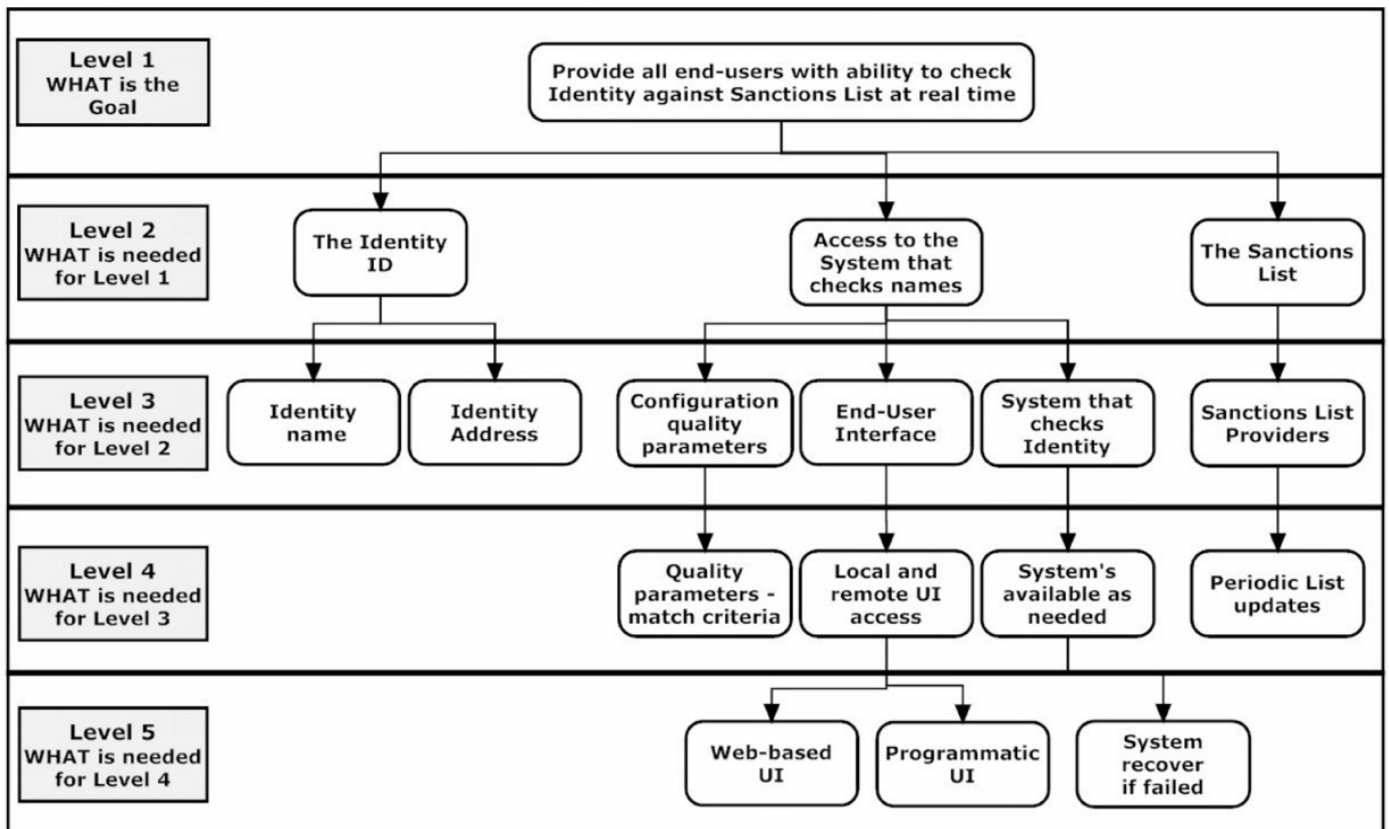 Level 1
WHAT is the
Goal
Provide all end-users with ability to check
Identity against Sanctions List at real time
Level 2
WHAT is needed
for Level 1
The Identity
ID
Access to the
System that
checks names
The Sanctions
List
Level 3
WHAT is needed
for Level 2
Identity
name
Identity
Address
Configuration
quality
parameters
End-User
Interface
System that
checks
Identity
Sanctions List
Providers
Level 4
WHAT is needed
for Level 3
Quality
parameters -
match criteria
Local and
remote UI
access
System's
available as
needed
Periodic List
updates
Level 5
WHAT is needed
for Level 4
Web-based
UI
Programmatic
UI
System
recover
if failed